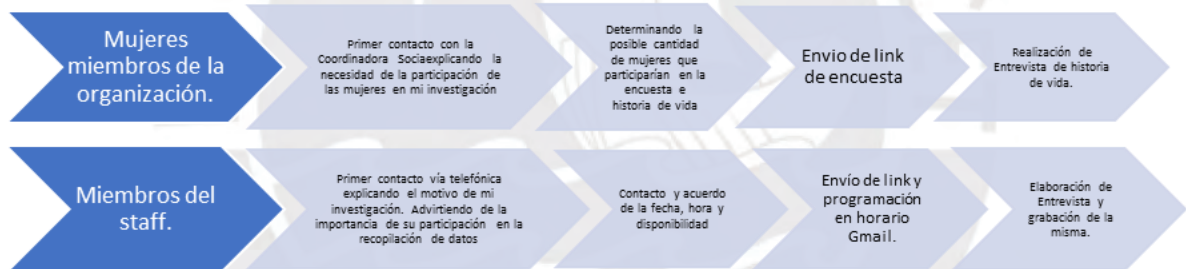 Mujeres
miembros de la
organización.
Primer contacto con la
Coordinadora Sociaexplicando la
necesidad de la participación de
las mujeres en mi investigación
Determinando la
posible cantidad
de mujeres que
participarían en la
encuesta e
historia de vida
Envio de link
de encuesta
Realización de
Entrevista de historia
de vida.
Miembros del
staff.
Primer contacto vía telefónica
explicando el motivo de mi
investigación. Advirtiendo de la
importancia de su participación en la
recopilación de datos
Contacto y acuerdo
de la fecha, hora y
disponibilidad
Envío de link y
programación
en horario
Gmail.
Elaboración de
Entrevista y
grabación de la
misma.